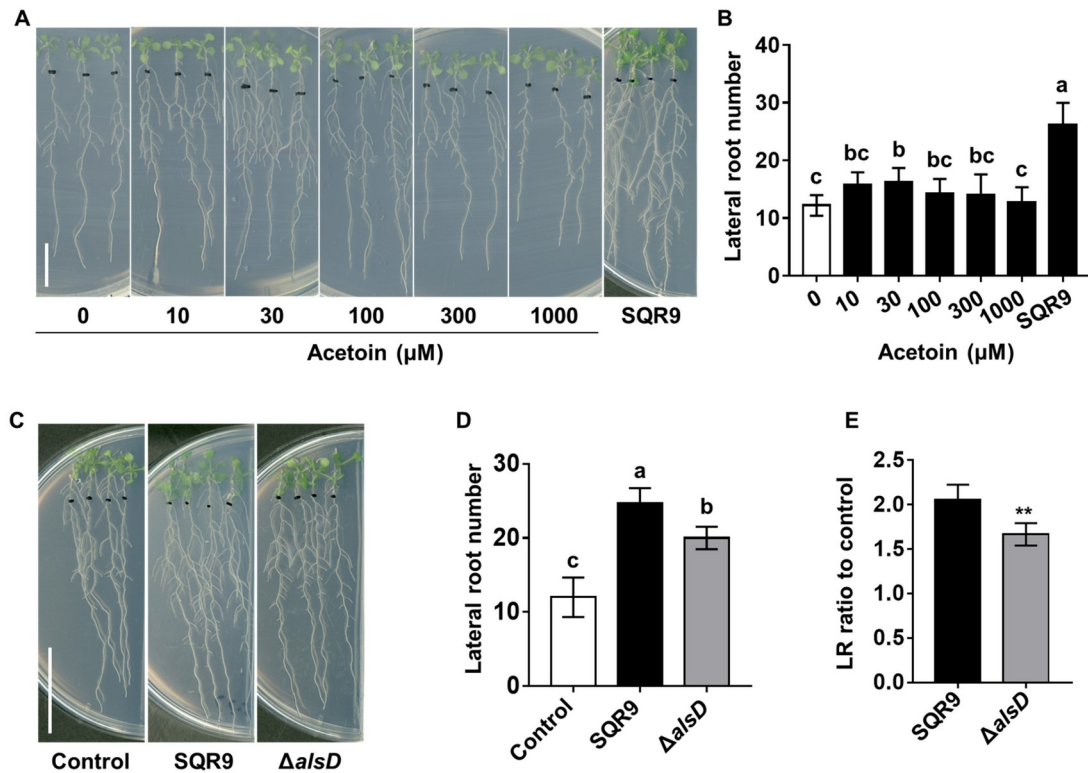 A
0 10 30 100 300 1000 SQR9
Acetoin (µM)
B
Lateral root number
40
30
20
10
0
c
bc
b
bc
bc
c
a
0 10 30 100 300 1000 SQR9
Acetoin (µM)
C
Control SQR9 ΔalsD
D
Lateral root number
30
20
10
0
c
a
b
Control SQR9 ΔalsD
E
LR ratio to control
2.5
2.0
1.5
1.0
0.5
0.0
**
SQR9 ΔalsD